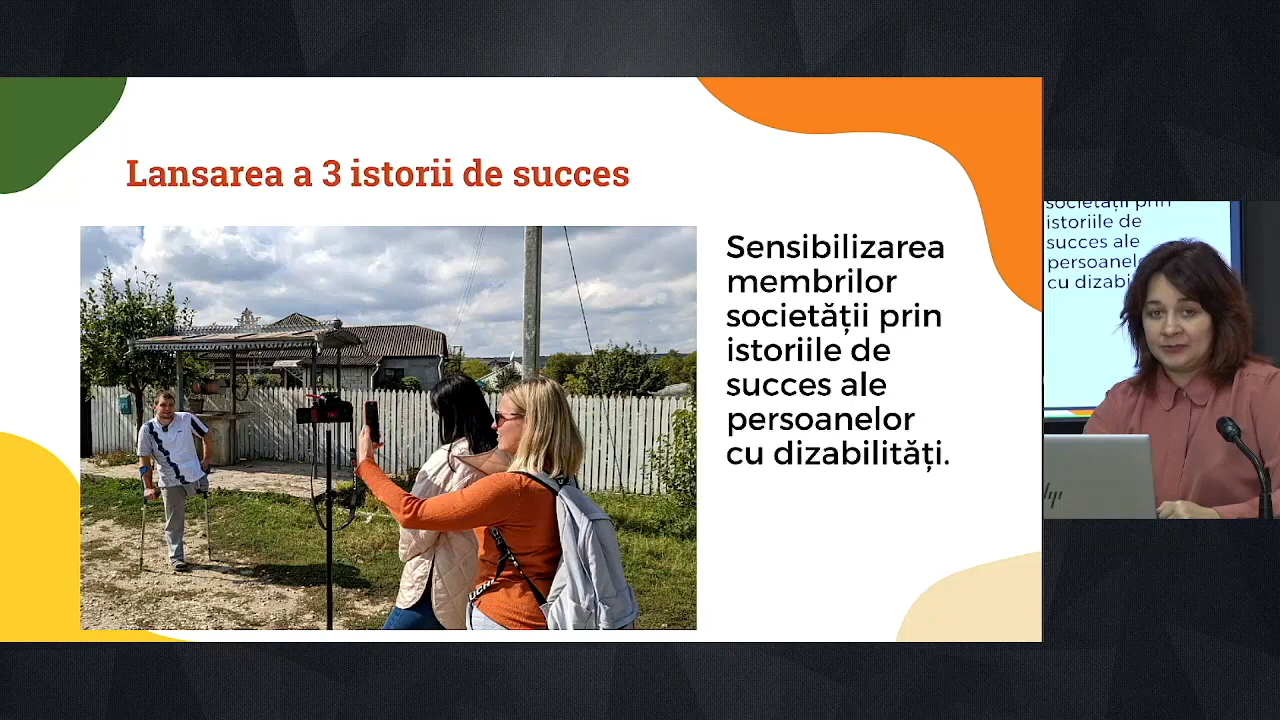 Lansarea a 3 istorii de succes
Sensibilizarea
membrilor
societății prin
istoriile de
succes ale
persoanelor
cu dizabilități.
societății prin
istoriile de
succes ale
cu dizabi
hp